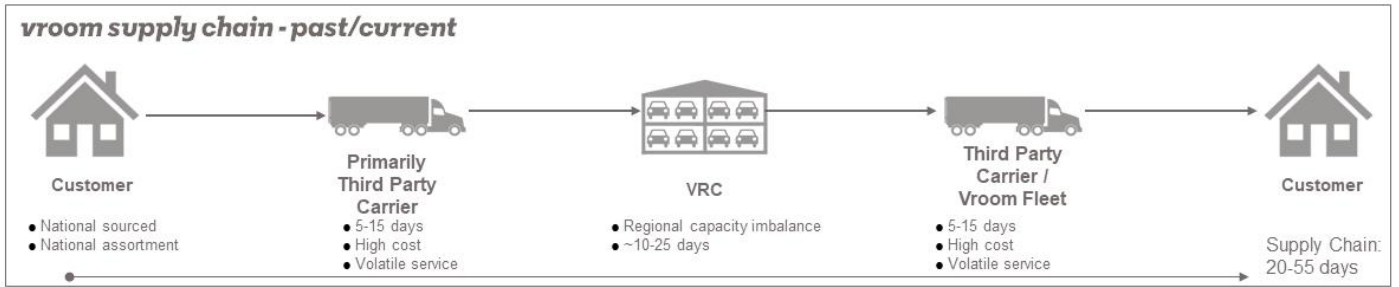 vroom supply chain - past/current
Customer
● National sourced
● National assortment
Primarily
Third Party
Carrier
● 5-15 days
● High cost
● Volatile service
VRC
● Regional capacity imbalance
● ~10-25 days
Third Party
Carrier /
Vroom Fleet
● 5-15 days
● High cost
● Volatile service
Customer
Supply Chain:
20-55 days